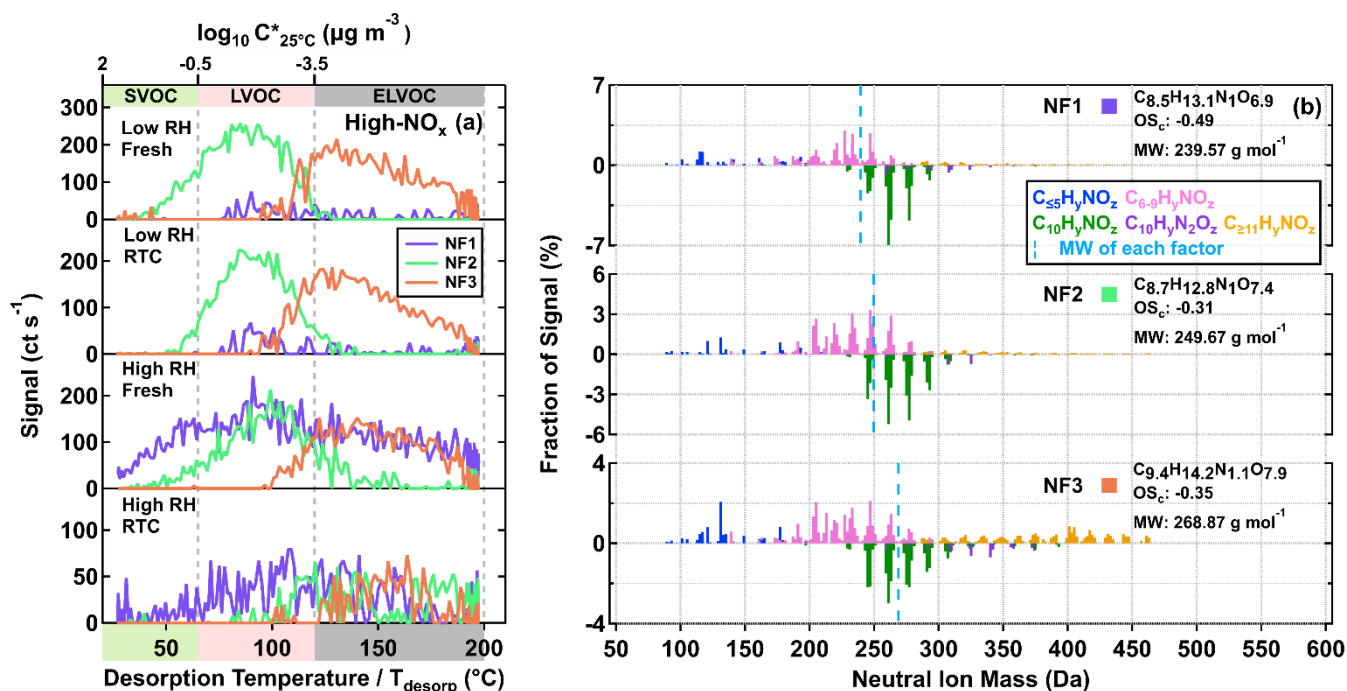 log10 C*25°C (µg m-3)
2 -0.5 -3.5
SVOC LVOC ELVOC
300
200
100
0
Low RH
Fresh
High-NOx (a)
200
100
0
Low RH
RTC
NF1
NF2
NF3
200
100
0
High RH
Fresh
100
50
0
High RH
RTC
Signal (ct s-1)
50 100 150 200
Desorption Temperature / Tdesorp (°C)
7
0
-7
NF1
C8.5H13.1N1O6.9
OSc: -0.49
MW: 239.57 g mol-1
(b)
C≤5HyNOz C6-9HyNOz
C10HyNOz C10HyN2Oz C≥11HyNOz
MW of each factor
6
3
0
-3
-6
NF2
C8.7H12.8N1O7.4
OSc: -0.31
MW: 249.67 g mol-1
4
0
-4
NF3
C9.4H14.2N1.1O7.9
OSc: -0.35
MW: 268.87 g mol-1
Fraction of Signal (%)
50 100 150 200 250 300 350 400 450 500 550 600
Neutral Ion Mass (Da)